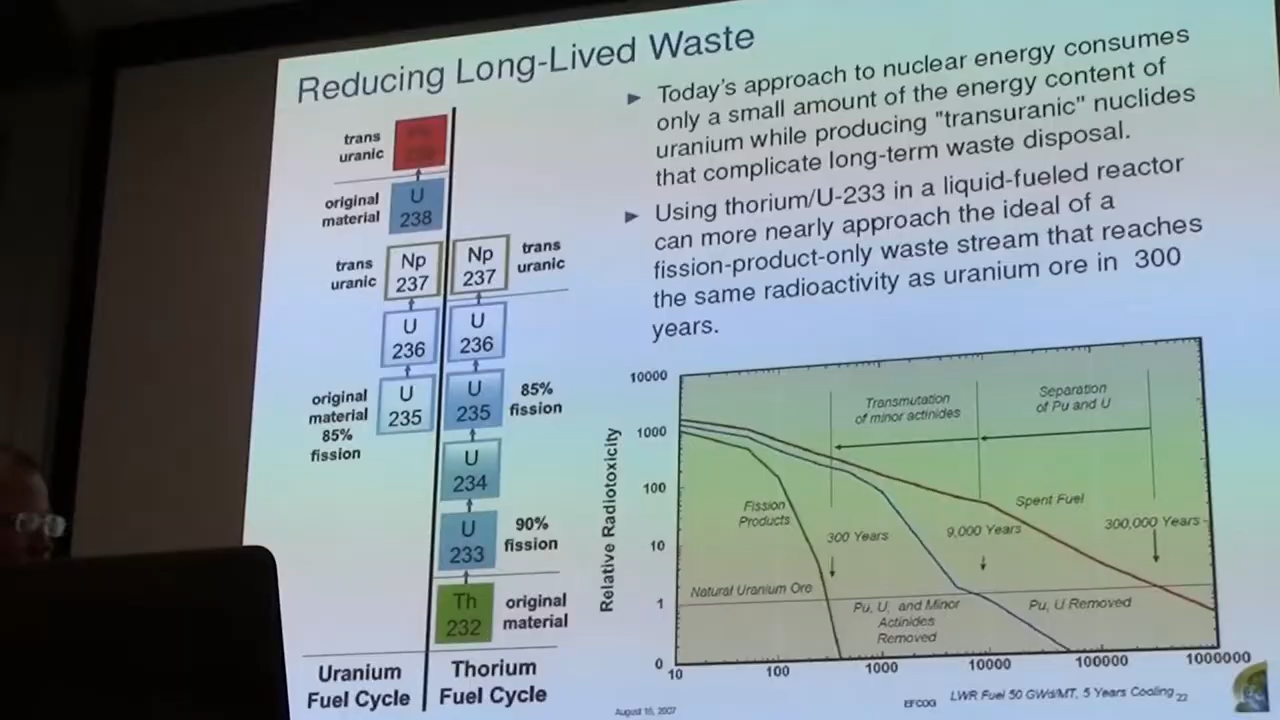 Reducing Long-Lived Waste
trans
uranic
original
material
U
238
trans
uranic
Np
237
Np
237
trans
uranic
U
236
U
236
original
material
85%
fission
U
235
U
235
85%
fission
U
234
U
233
90%
fission
Th
232
original
material
Uranium
Fuel Cycle
Thorium
Fuel Cycle
► Today's approach to nuclear energy consumes
only a small amount of the energy content of
uranium while producing "transuranic" nuclides
that complicate long-term waste disposal.
► Using thorium/U-233 in a liquid-fueled reactor
can more nearly approach the ideal of a
fission-product-only waste stream that reaches
the same radioactivity as uranium ore in 300
years.
Relative Radiotoxicity
10000
1000
100
10
1
0
Transmutation
of minor actinides
Separation
of Pu and U
Fission
Products
Spent Fuel
300 Years
9,000 Years
300,000 Years
Natural Uranium Ore
Pu, U, and Minor
Actinides
Removed
Pu, U Removed
10
100
1000
10000
100000
1000000
August 16, 2007
EFCOG
LWR Fuel 50 GWd/MT, 5 Years Cooling
22